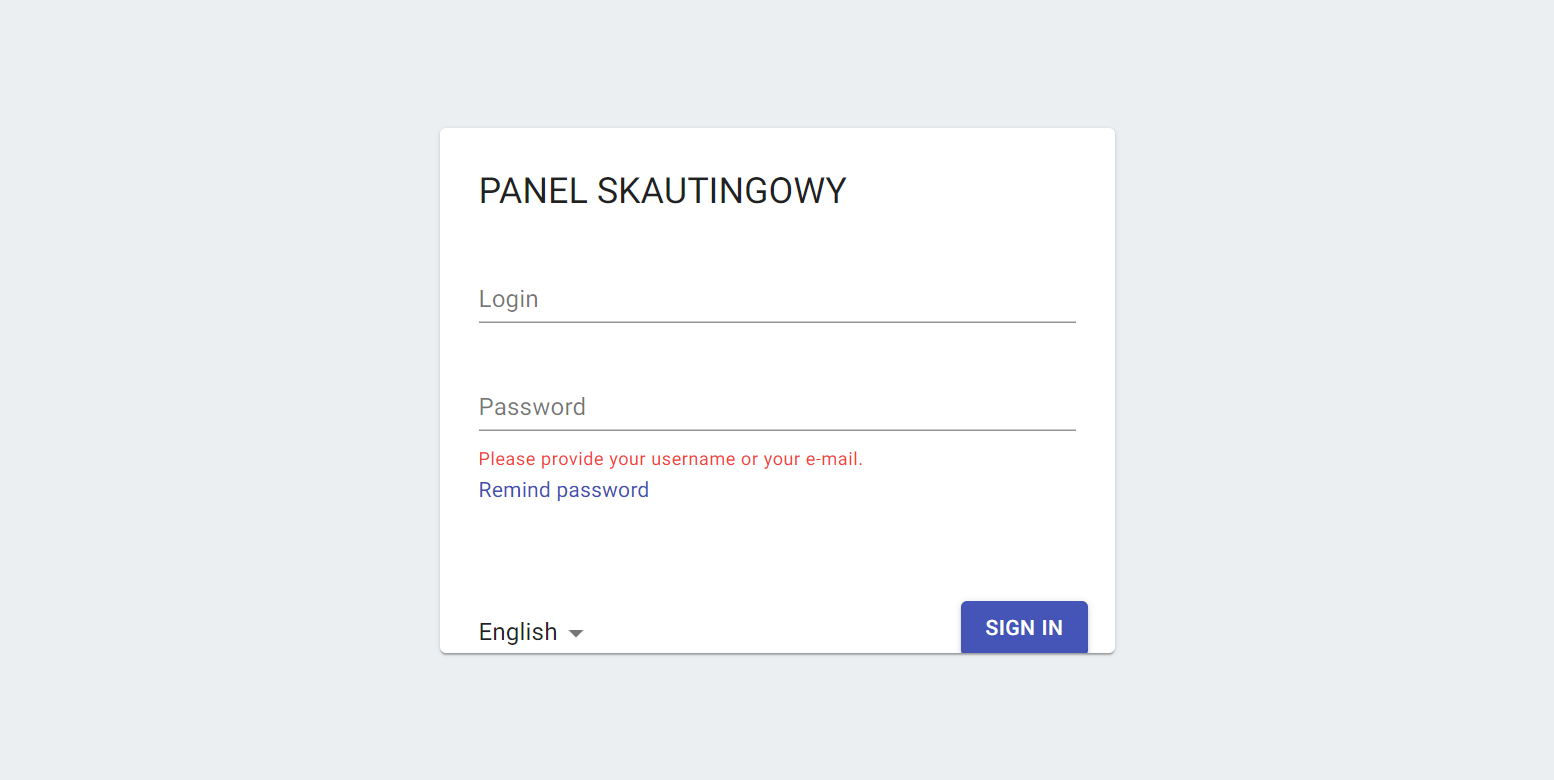 PANEL SKAUTINGOWY
Login
Password
Please provide your username or your e-mail.
Remind password
English
SIGN IN